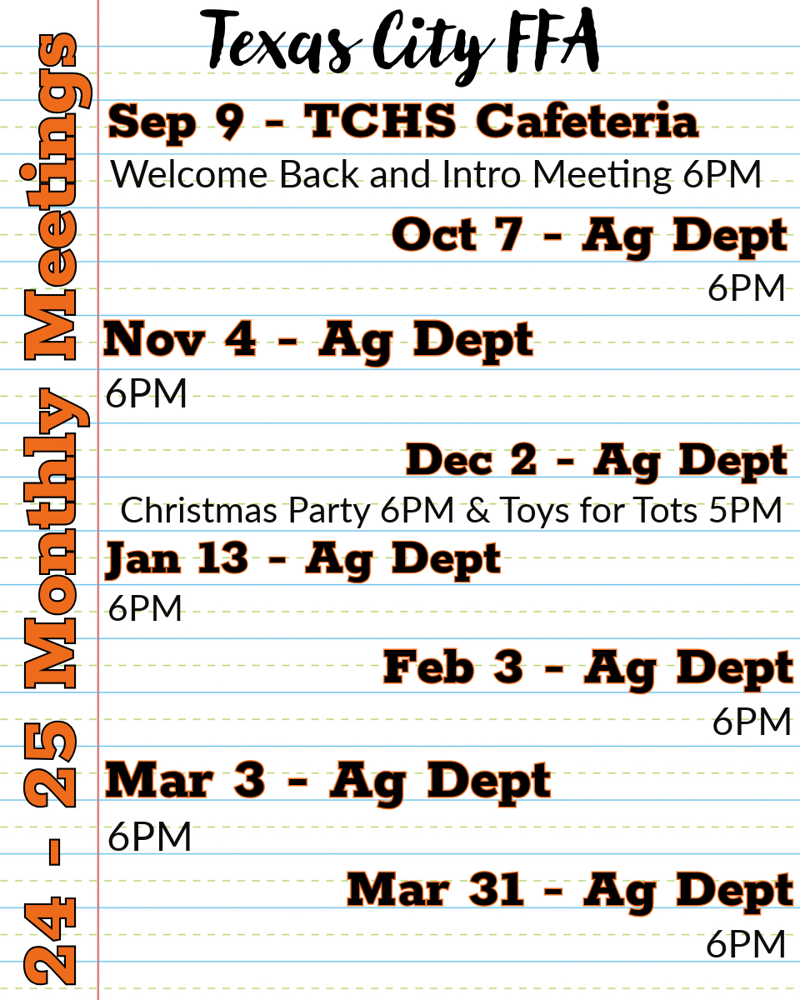 Texas City FFA
24 - 25 Monthly Meetings
Sep 9 - TCHS Cafeteria
Welcome Back and Intro Meeting 6PM
Oct 7 - Ag Dept
6PM
Nov 4 - Ag Dept
6PM
Dec 2 - Ag Dept
Christmas Party 6PM & Toys for Tots 5PM
Jan 13 - Ag Dept
6PM
Feb 3 - Ag Dept
6PM
Mar 3 - Ag Dept
6PM
Mar 31 - Ag Dept
6PM